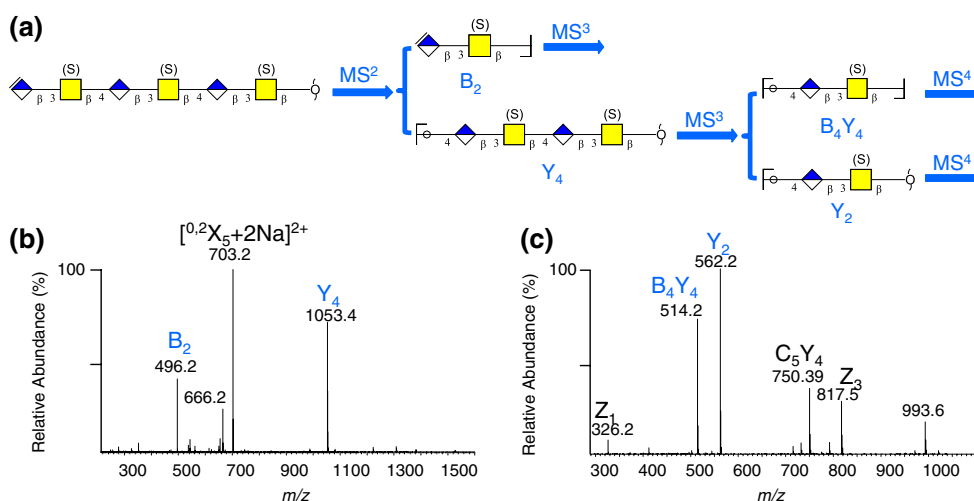 (a)
(S) (S) (S)
β 3 β 4 β 3 β 4 β 3 β
MS²
(S)
β 3 β
B₂
MS³
(S) (S)
4 β 3 β 4 β 3 β
Y₄
MS³
(S)
4 β 3 β
B₄Y₄
MS⁴
(S)
4 β 3 β
Y₂
MS⁴
(b)
[⁰,²X₅+2Na]²⁺
703.2
100
Y₄
1053.4
B₂
496.2
666.2
Relative Abundance (%)
300 500 700 900 1100 1300 1500
m/z
(c)
Y₂
562.2
100
B₄Y₄
514.2
C₅Y₄
750.39
Z₃
817.5
993.6
Z₁
326.2
Relative Abundance (%)
300 400 500 600 700 800 900 1000
m/z